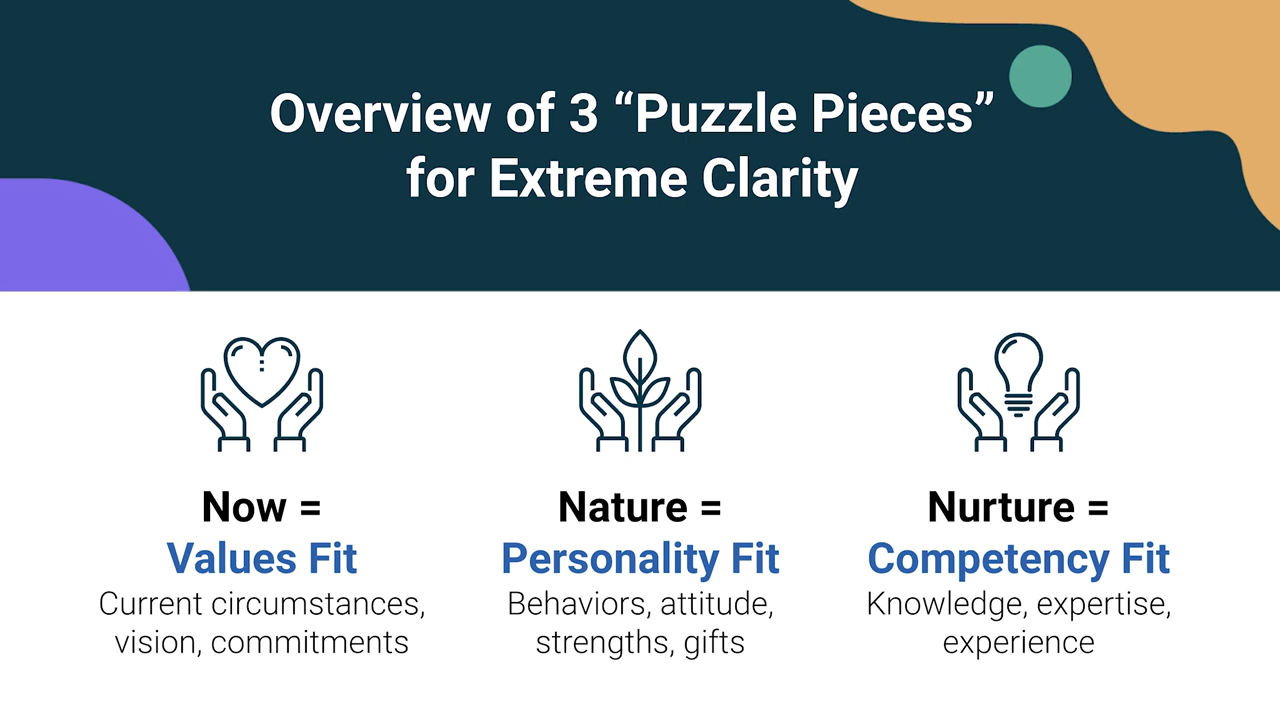 Overview of 3 “Puzzle Pieces”
for Extreme Clarity
Now =
Values Fit
Current circumstances,
vision, commitments
Nature =
Personality Fit
Behaviors, attitude,
strengths, gifts
Nurture =
Competency Fit
Knowledge, expertise,
experience